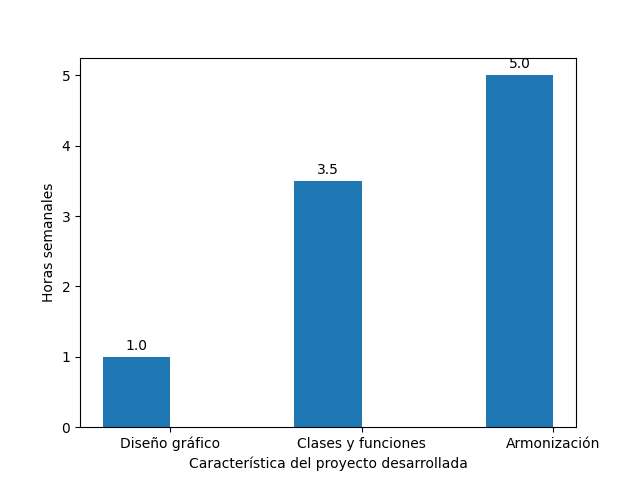 5.0
3.5
1.0
5
4
3
2
1
0
Horas semanales
Diseño gráfico
Clases y funciones
Armonización
Característica del proyecto desarrollada